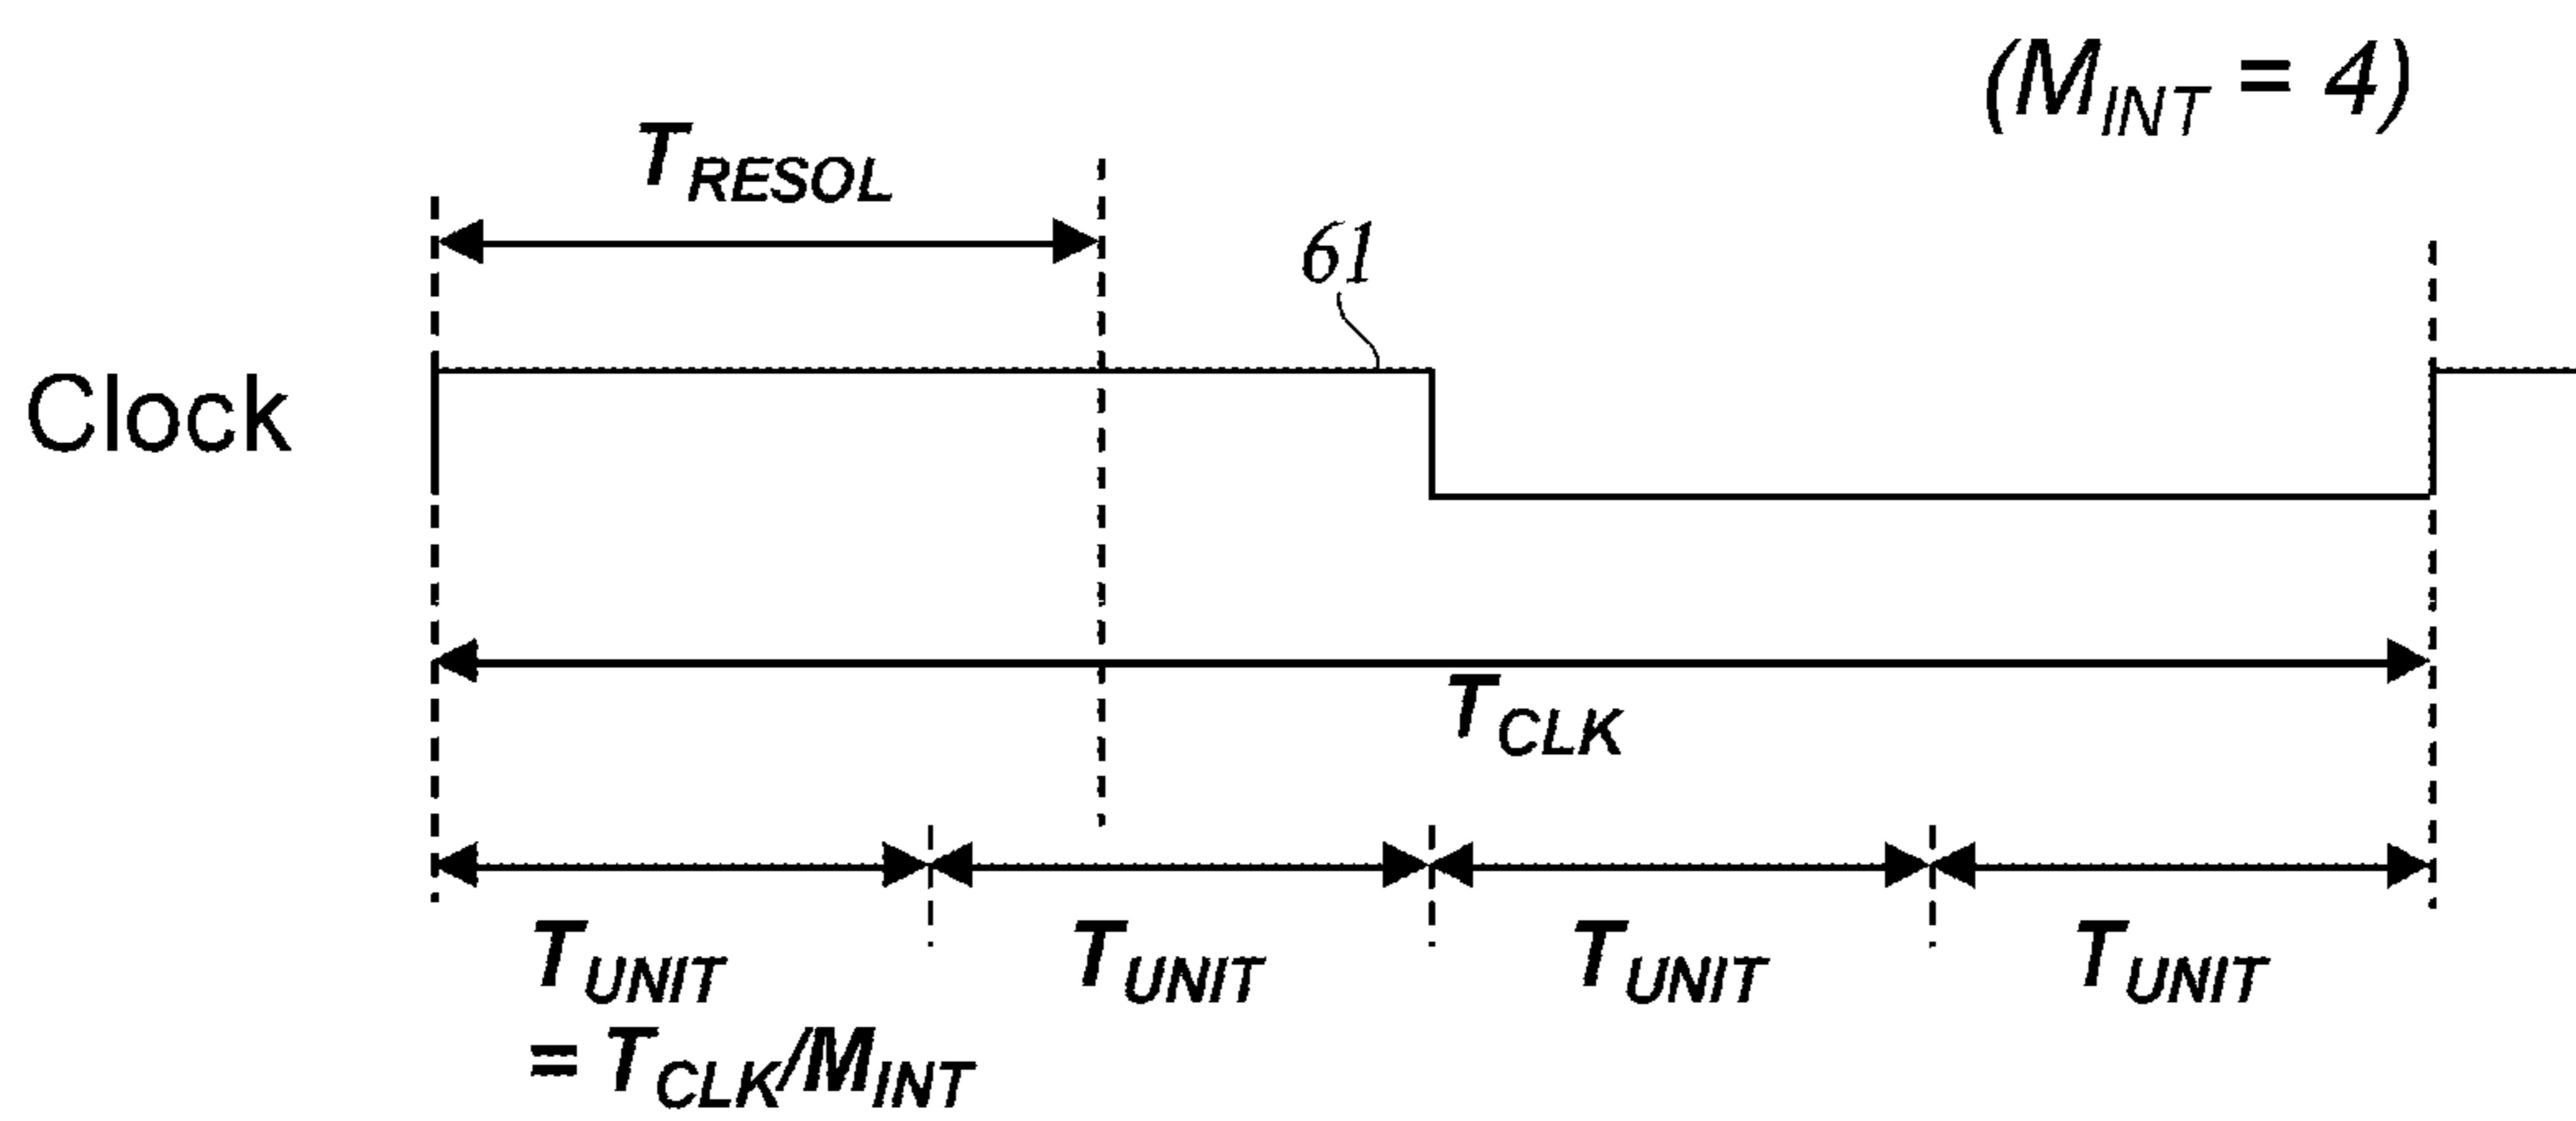 (M_INT = 4)
T_RESOL
61
Clock
T_CLK
T_UNIT T_UNIT T_UNIT T_UNIT
= T_CLK/M_INT